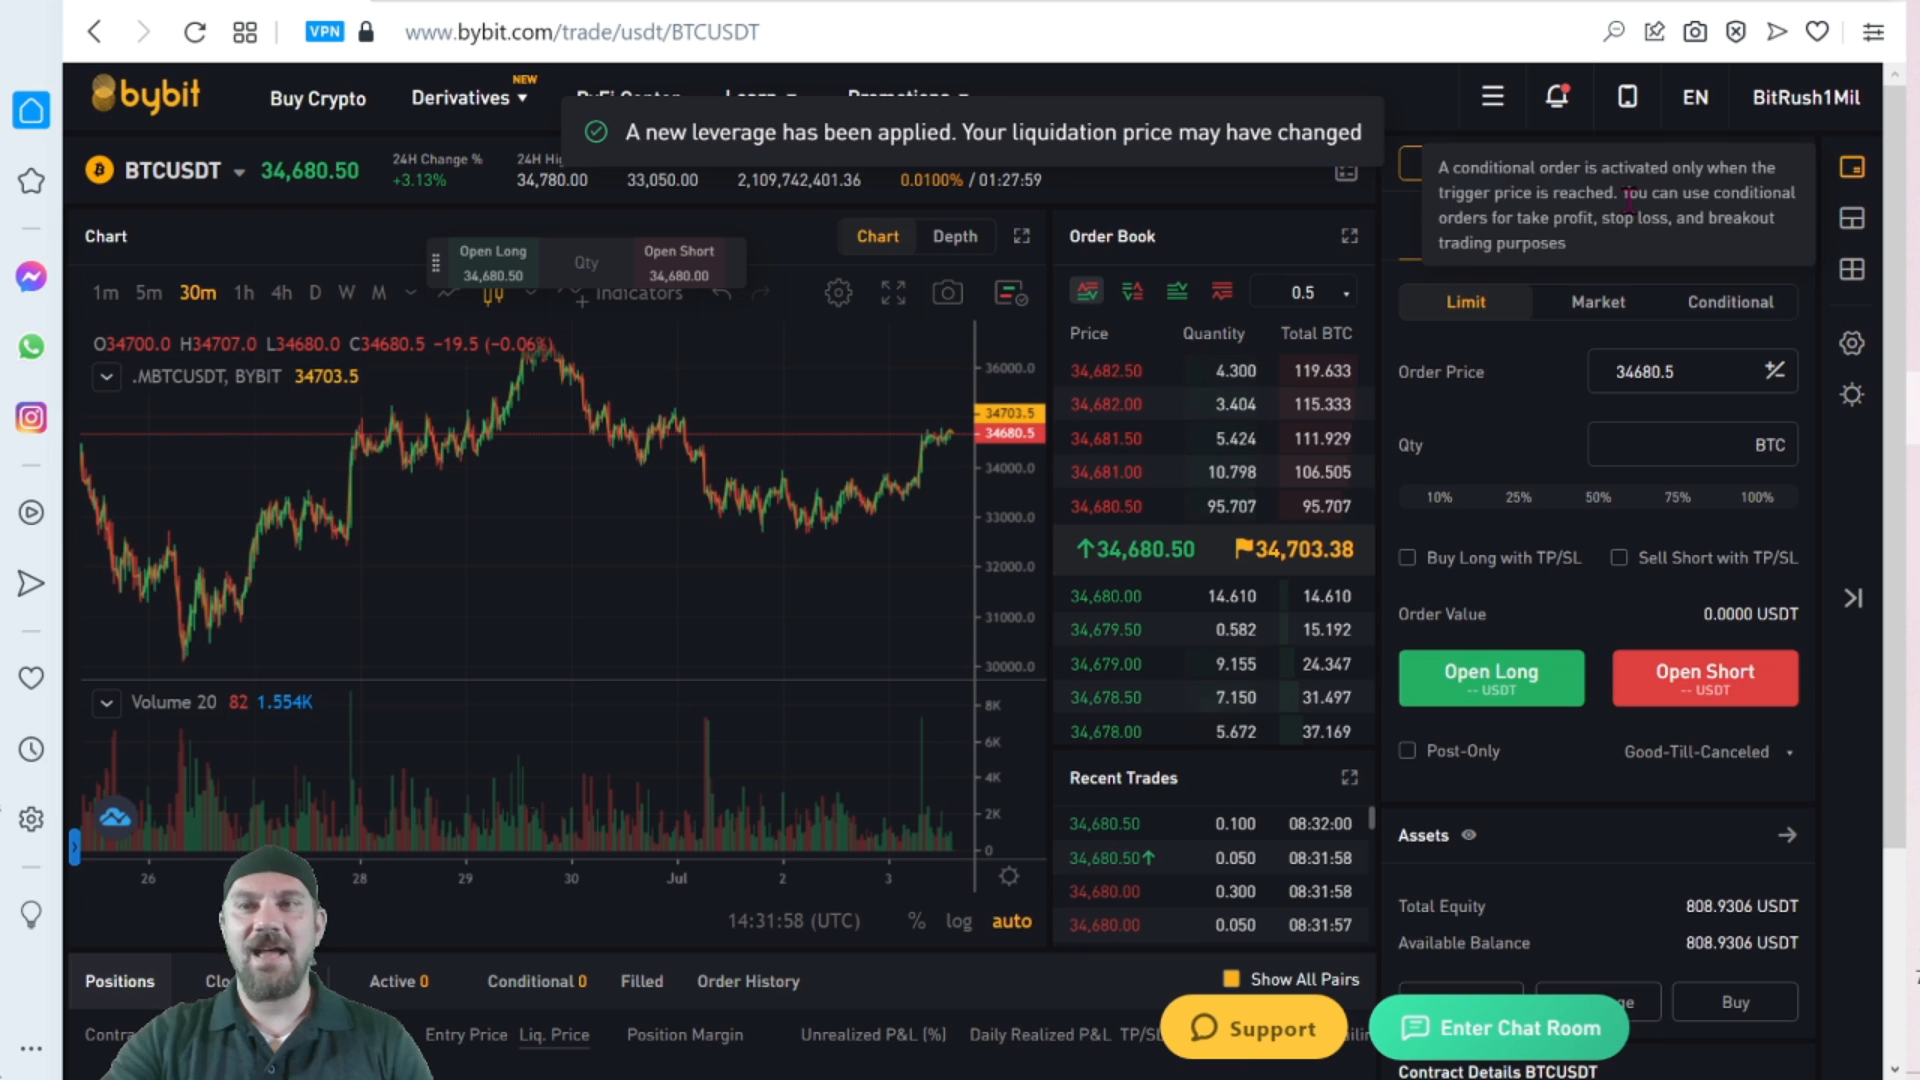 VPN
www.bybit.com/trade/usdt/BTCUSDT
bybit
Buy Crypto
Derivatives
NEW
EN
BitRush1Mil
A new leverage has been applied. Your liquidation price may have changed
BTCUSDT
34,680.50
24H Change %
+3.13%
34,780.00
33,050.00
2,109,742,401.36
0.0100% / 01:27:59
A conditional order is activated only when the
trigger price is reached. You can use conditional
orders for take profit, stop loss, and breakout
trading purposes
Chart
Open Long
34,680.50
Qty
Open Short
34,680.00
Chart
Depth
1m 5m 30m 1h 4h D W M
Indicators
O34700.0 H34707.0 L34680.0 C34680.5 −19.5 (−0.06%)
.MBTCUSDT, BYBIT 34703.5
36000.0
34703.5
34680.5
34000.0
33000.0
32000.0
31000.0
30000.0
Volume 20 82 1.554K
8K
6K
4K
2K
0
26 28 29 30 Jul 2 3
14:31:58 (UTC) % log auto
Order Book
0.5
Price Quantity Total BTC
34,682.50 4.300 119.633
34,682.00 3.404 115.333
34,681.50 5.424 111.929
34,681.00 10.798 106.505
34,680.50 95.707 95.707
34,680.50 34,703.38
34,680.00 14.610 14.610
34,679.50 0.582 15.192
34,679.00 9.155 24.347
34,678.50 7.150 31.497
34,678.00 5.672 37.169
Recent Trades
34,680.50 0.100 08:32:00
34,680.50 0.050 08:31:58
34,680.00 0.300 08:31:58
34,680.00 0.050 08:31:57
Limit Market Conditional
Order Price 34680.5
Qty BTC
10% 25% 50% 75% 100%
Buy Long with TP/SL Sell Short with TP/SL
Order Value 0.0000 USDT
Open Long
-- USDT
Open Short
-- USDT
Post-Only Good-Till-Canceled
Assets
Total Equity 808.9306 USDT
Available Balance 808.9306 USDT
Buy
Positions
Active 0 Conditional 0 Filled Order History
Show All Pairs
Entry Price Liq. Price Position Margin Unrealized P&L (%) Daily Realized P&L
Support
Enter Chat Room
Contract Details BTCUSDT